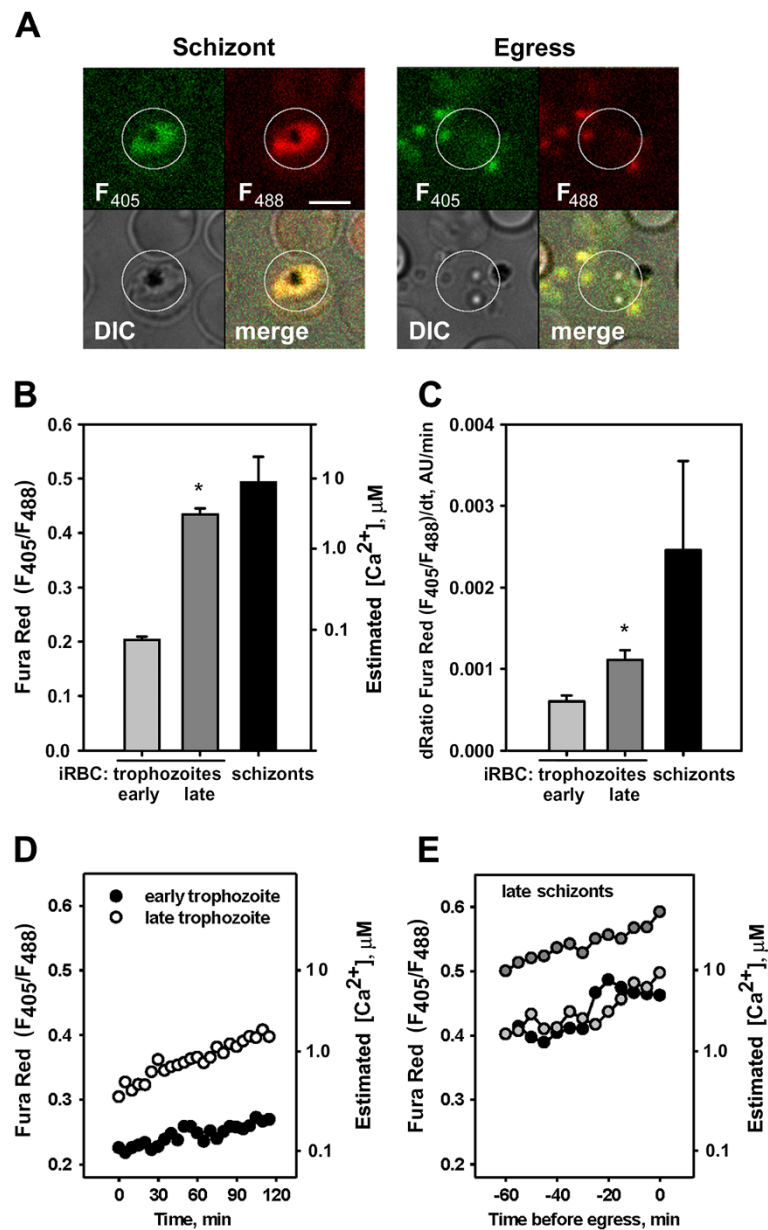 A
Schizont
Egress
F405
F488
F405
F488
DIC
merge
DIC
merge
B
Fura Red (F405/F488)
0.6
0.5
0.4
0.3
0.2
0.1
0.0
*
10
1.0
0.1
Estimated [Ca2+], μM
iRBC: trophozoites schizonts
early late
C
dRatio Fura Red (F405/F488)/dt, AU/min
0.004
0.003
0.002
0.001
0.000
*
iRBC: trophozoites schizonts
early late
D
Fura Red (F405/F488)
0.6
0.5
0.4
0.3
0.2
early trophozoite
late trophozoite
10
1.0
0.1
Estimated [Ca2+], μM
0 30 60 90 120
Time, min
E
Fura Red (F405/F488)
0.6
0.5
0.4
0.3
0.2
late schizonts
10
1.0
0.1
Estimated [Ca2+], μM
-60 -40 -20 0
Time before egress, min